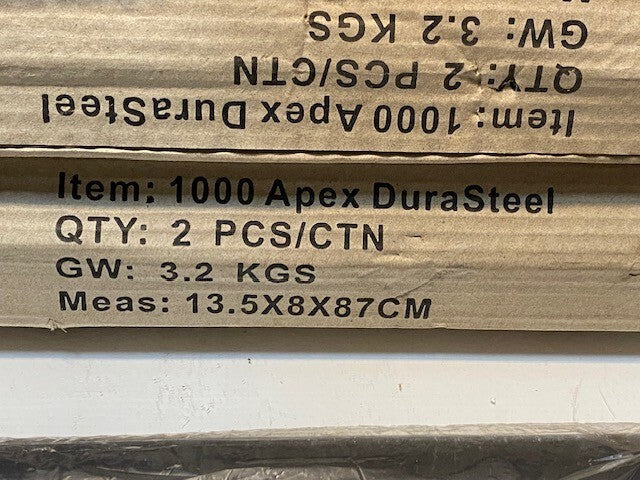 GW: 3.2 KGS
QTY: 2 PCS/CTN
Item: 1000 Apex DuraSteel
Item: 1000 Apex DuraSteel
QTY: 2 PCS/CTN
GW: 3.2 KGS
Meas: 13.5X8X87CM